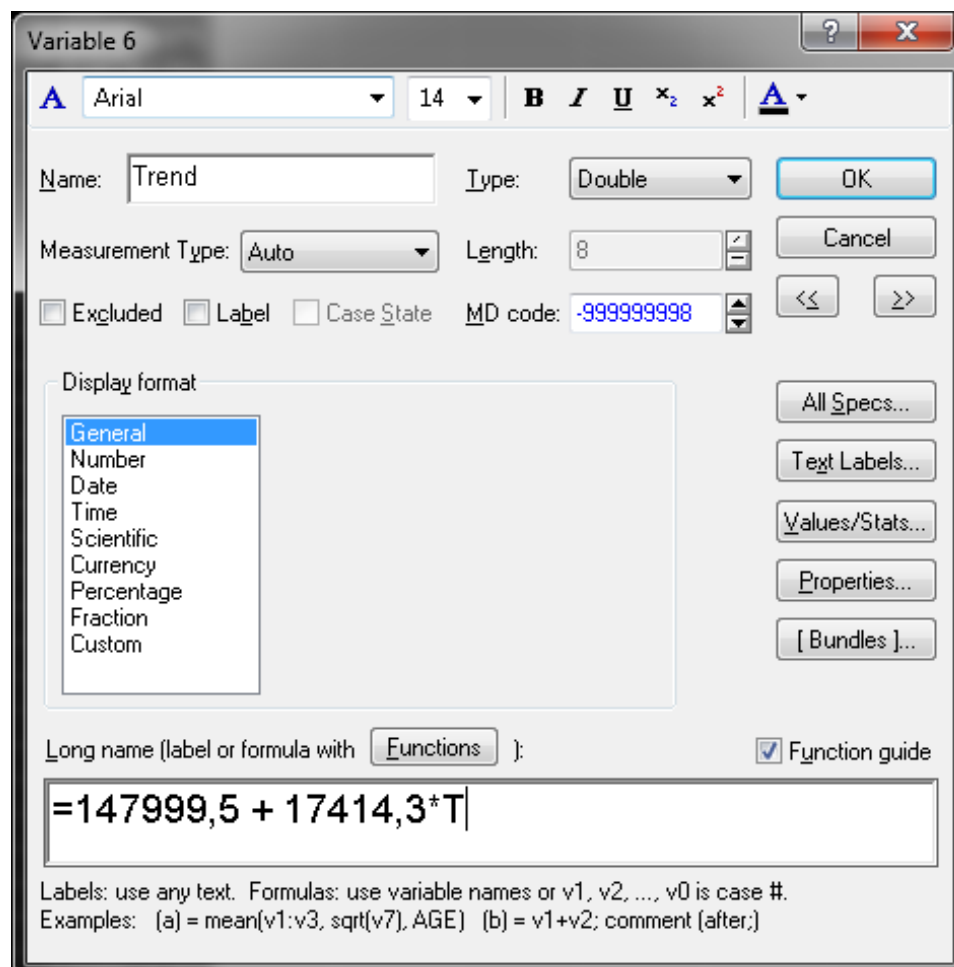 Variable 6
A Arial 14 B I U x2 x2 A
Name: Trend Type: Double OK
Measurement Type: Auto Length: 8 Cancel
Excluded Label Case State MD code: -999999998 << >>
Display format
General
Number
Date
Time
Scientific
Currency
Percentage
Fraction
Custom
All Specs...
Text Labels...
Values/Stats...
Properties...
[ Bundles ]...
Long name (label or formula with Functions ): Function guide
=147999,5 + 17414,3*T
Labels: use any text. Formulas: use variable names or v1, v2, ..., v0 is case #.
Examples: (a) = mean(v1:v3, sqrt(v7), AGE) (b) = v1+v2; comment (after;)